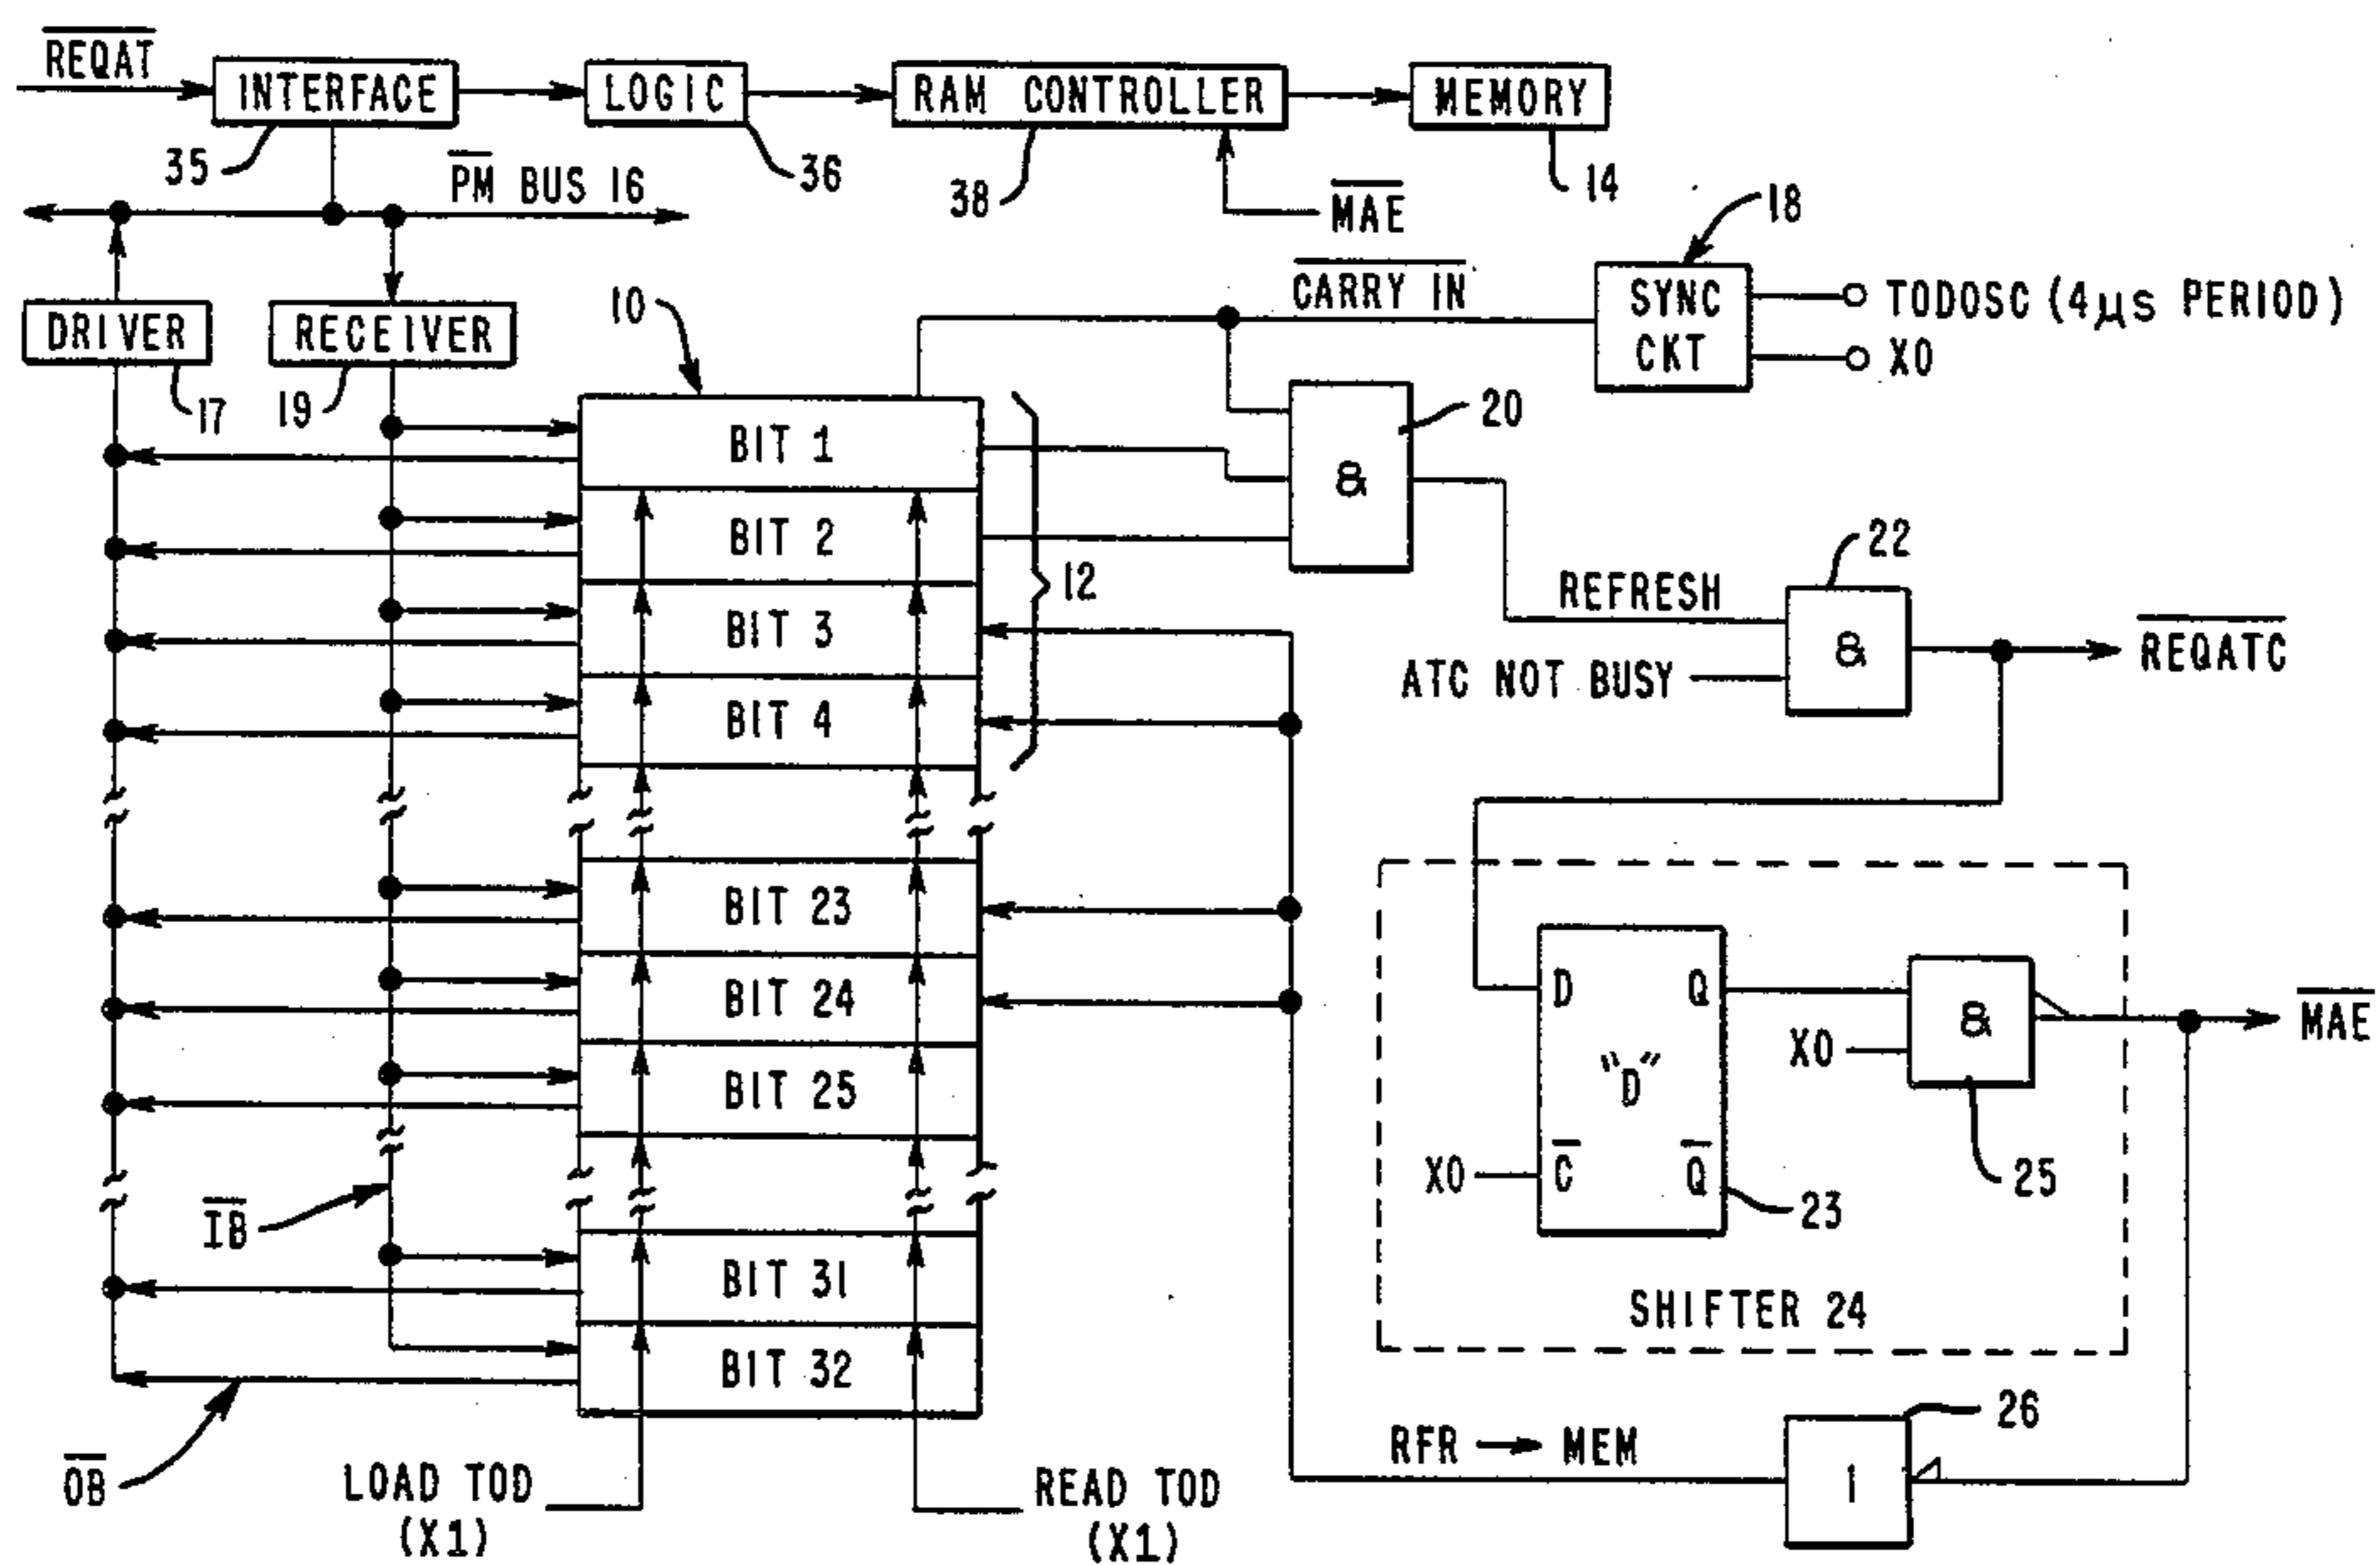 REQAT
INTERFACE
LOGIC
RAM CONTROLLER
MEMORY
35
PM BUS 16
36
38
MAE
14
18
CARRY IN
SYNC
CKT
TODOSC (4μs PERIOD)
X0
DRIVER
RECEIVER
10
17
19
20
&
BIT 1
BIT 2
12
BIT 3
BIT 4
REFRESH
22
&
ATC NOT BUSY
REQATC
BIT 23
BIT 24
BIT 25
D
Q
"D"
X0
C
Q
X0
&
MAE
25
23
IB
BIT 31
BIT 32
SHIFTER 24
26
RFR → MEM
1
OB
LOAD TOD
(X1)
READ TOD
(X1)